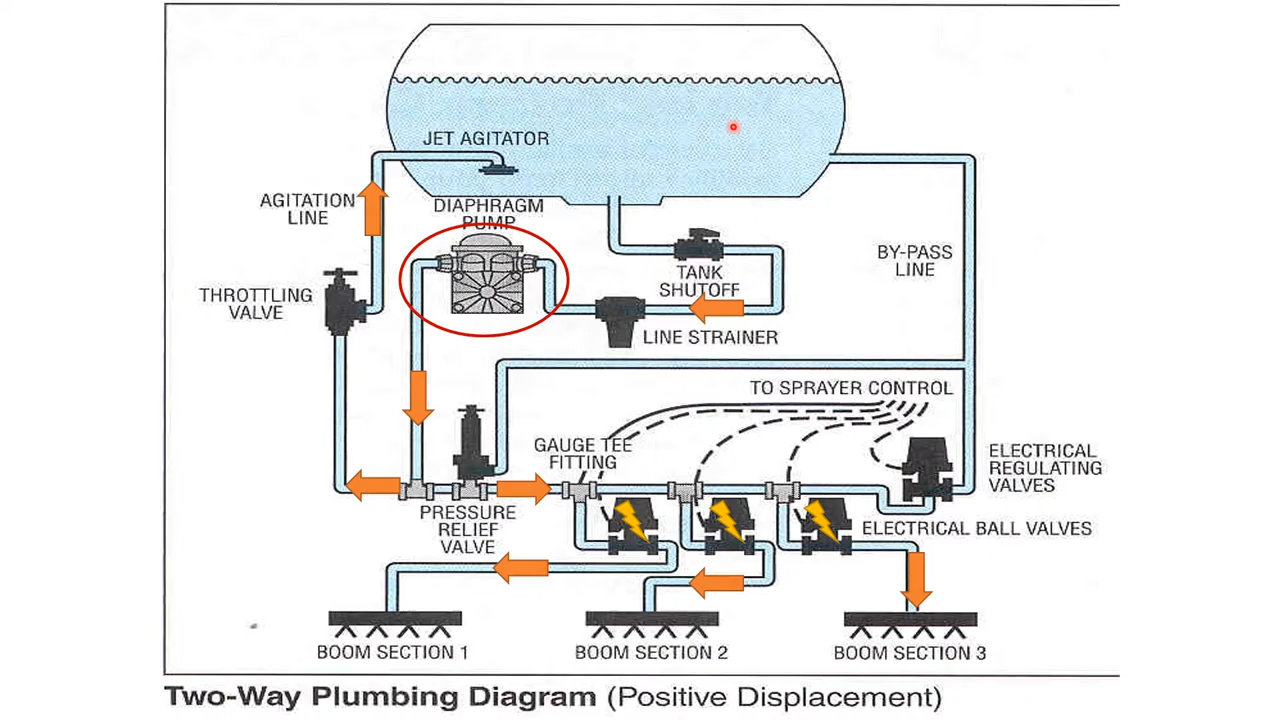 JET AGITATOR
AGITATION
LINE
DIAPHRAGM
PUMP
BY-PASS
LINE
TANK
SHUTOFF
THROTTLING
VALVE
LINE STRAINER
TO SPRAYER CONTROL
GAUGE TEE
FITTING
ELECTRICAL
REGULATING
VALVES
PRESSURE
RELIEF
VALVE
ELECTRICAL BALL VALVES
BOOM SECTION 1
BOOM SECTION 2
BOOM SECTION 3
Two-Way Plumbing Diagram (Positive Displacement)